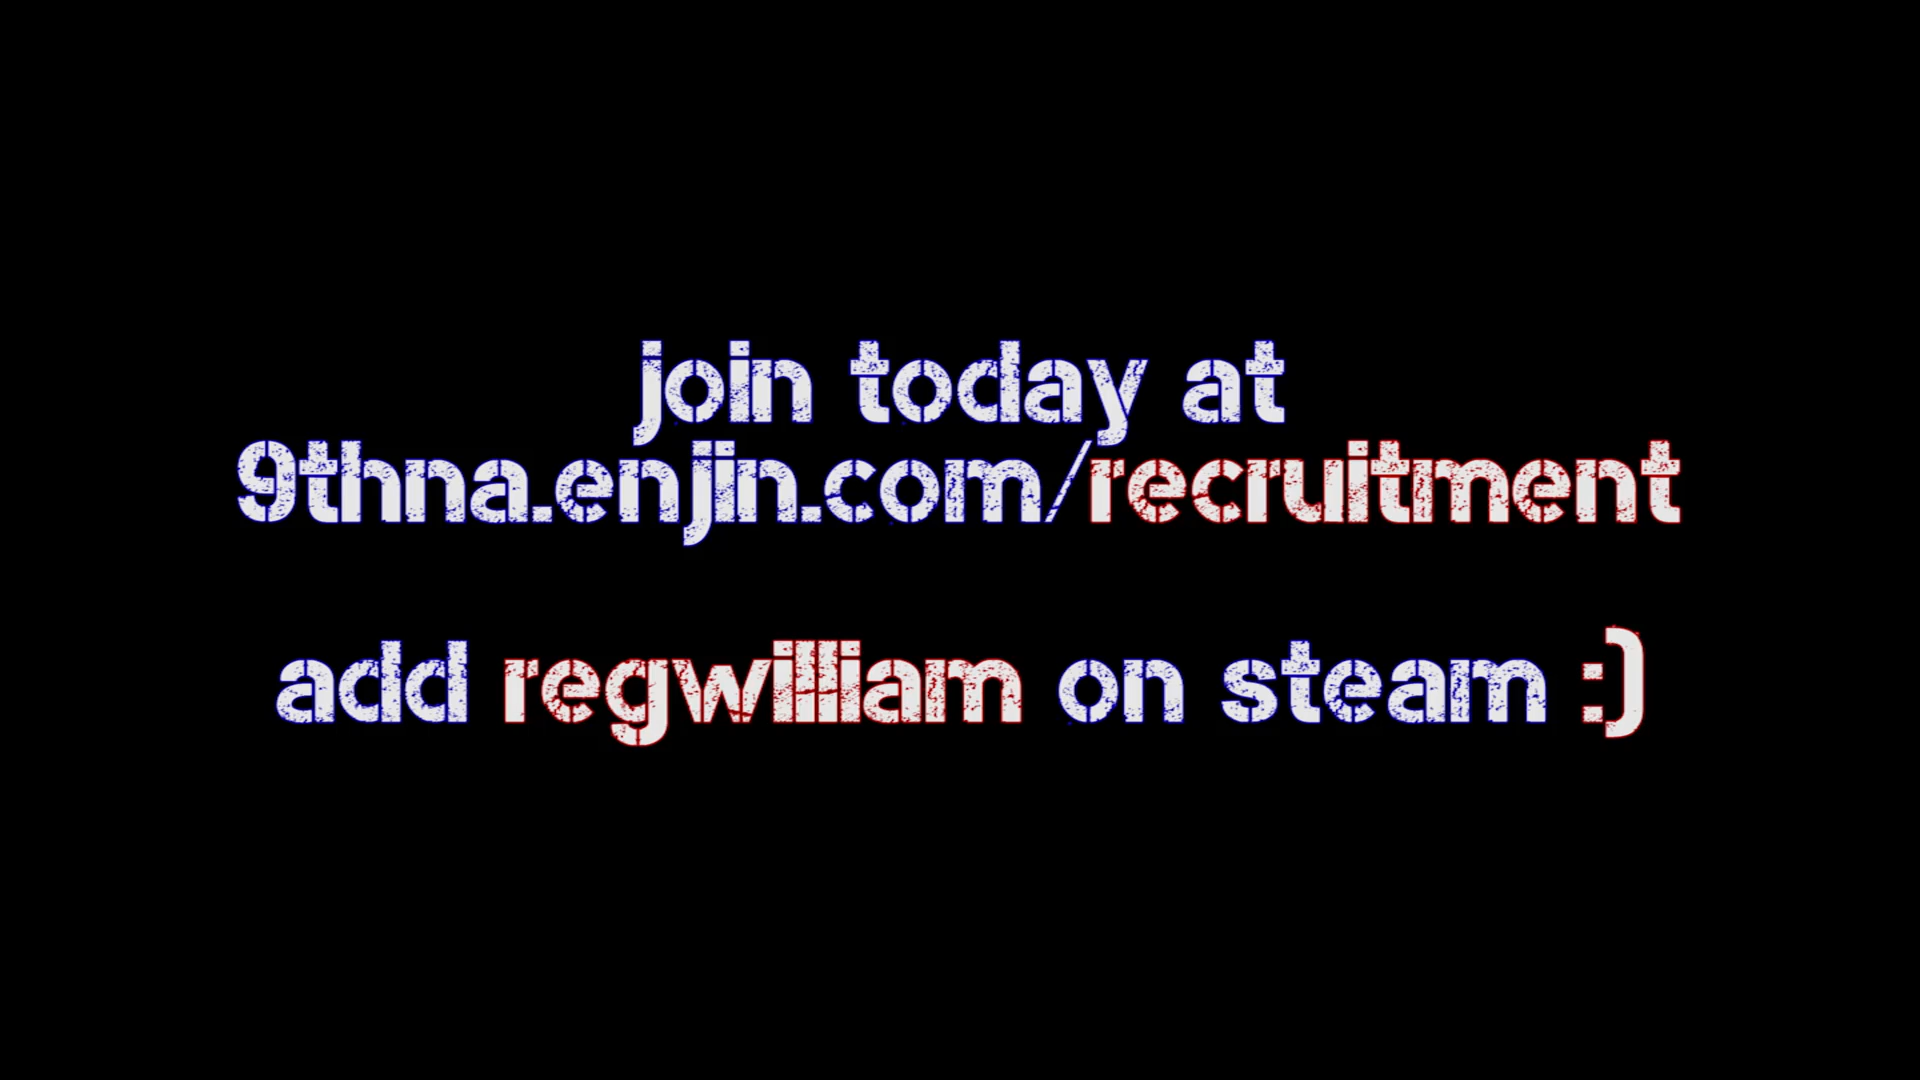 join today at
9thna.enjin.com/recruitment
add regwilliam on steam :)